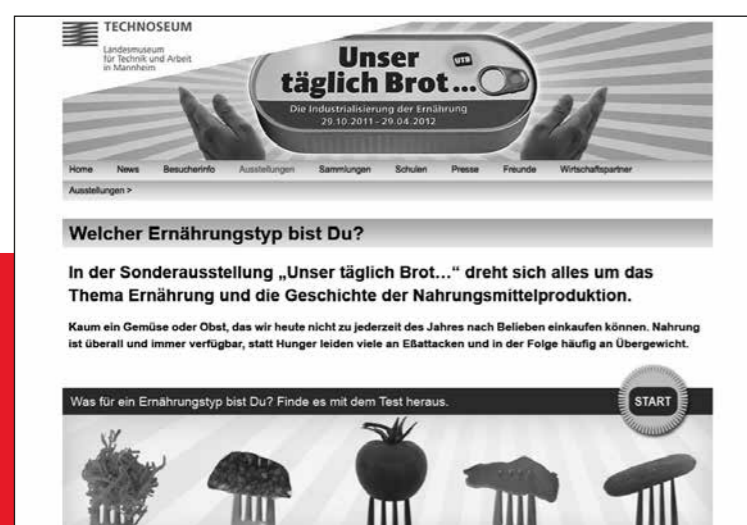 TECHNOSEUM
Landesmuseum
für Technik und Arbeit
in Mannheim
Unser
täglich Brot...
Die Industrialisierung der Ernährung
29.10.2011 - 29.04.2012
Home News Besucherinfo Ausstellungen Sammlungen Schulen Presse Freunde Wirtschaftspartner
Ausstellungen >
Welcher Ernährungstyp bist Du?
In der Sonderausstellung „Unser täglich Brot…“ dreht sich alles um das
Thema Ernährung und die Geschichte der Nahrungsmittelproduktion.
Kaum ein Gemüse oder Obst, das wir heute nicht zu jederzeit des Jahres nach Belieben einkaufen können. Nahrung
ist überall und immer verfügbar, statt Hunger leiden viele an Eßattacken und in der Folge häufig an Übergewicht.
Was für ein Ernährungstyp bist Du? Finde es mit dem Test heraus.
START